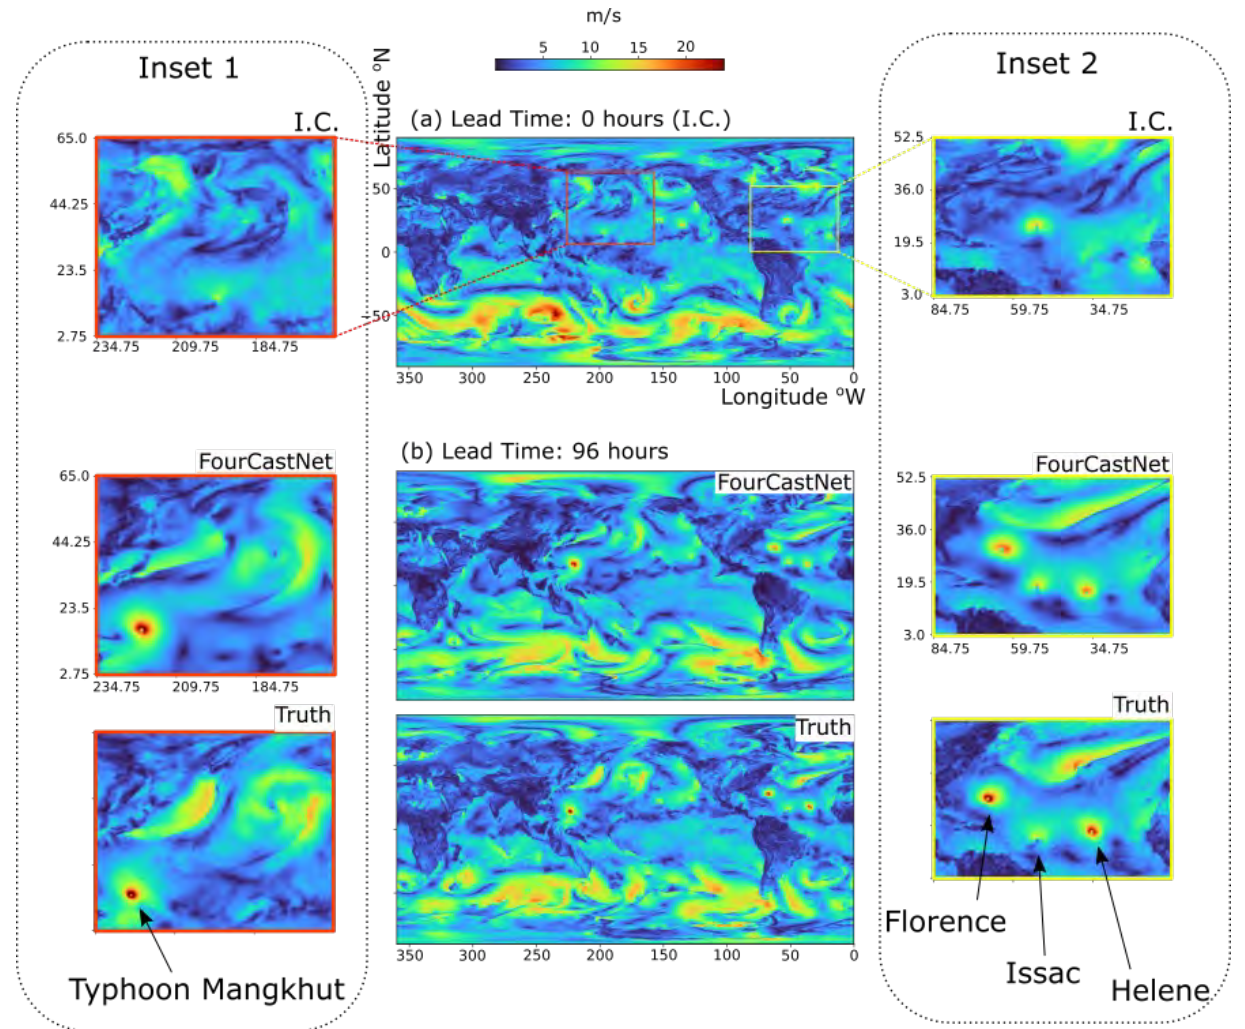 m/s
5 10 15 20
Inset 1
Inset 2
Latitude °N
(a) Lead Time: 0 hours (I.C.)
I.C.
65.0
44.25
23.5
2.75
234.75 209.75 184.75
50
0
−50
350 300 250 200 150 100 50 0
Longitude °W
I.C.
52.5
36.0
19.5
3.0
84.75 59.75 34.75
(b) Lead Time: 96 hours
FourCastNet
65.0
44.25
23.5
2.75
234.75 209.75 184.75
FourCastNet
FourCastNet
52.5
36.0
19.5
3.0
84.75 59.75 34.75
Truth
Typhoon Mangkhut
Truth
350 300 250 200 150 100 50 0
Truth
Florence
Issac
Helene